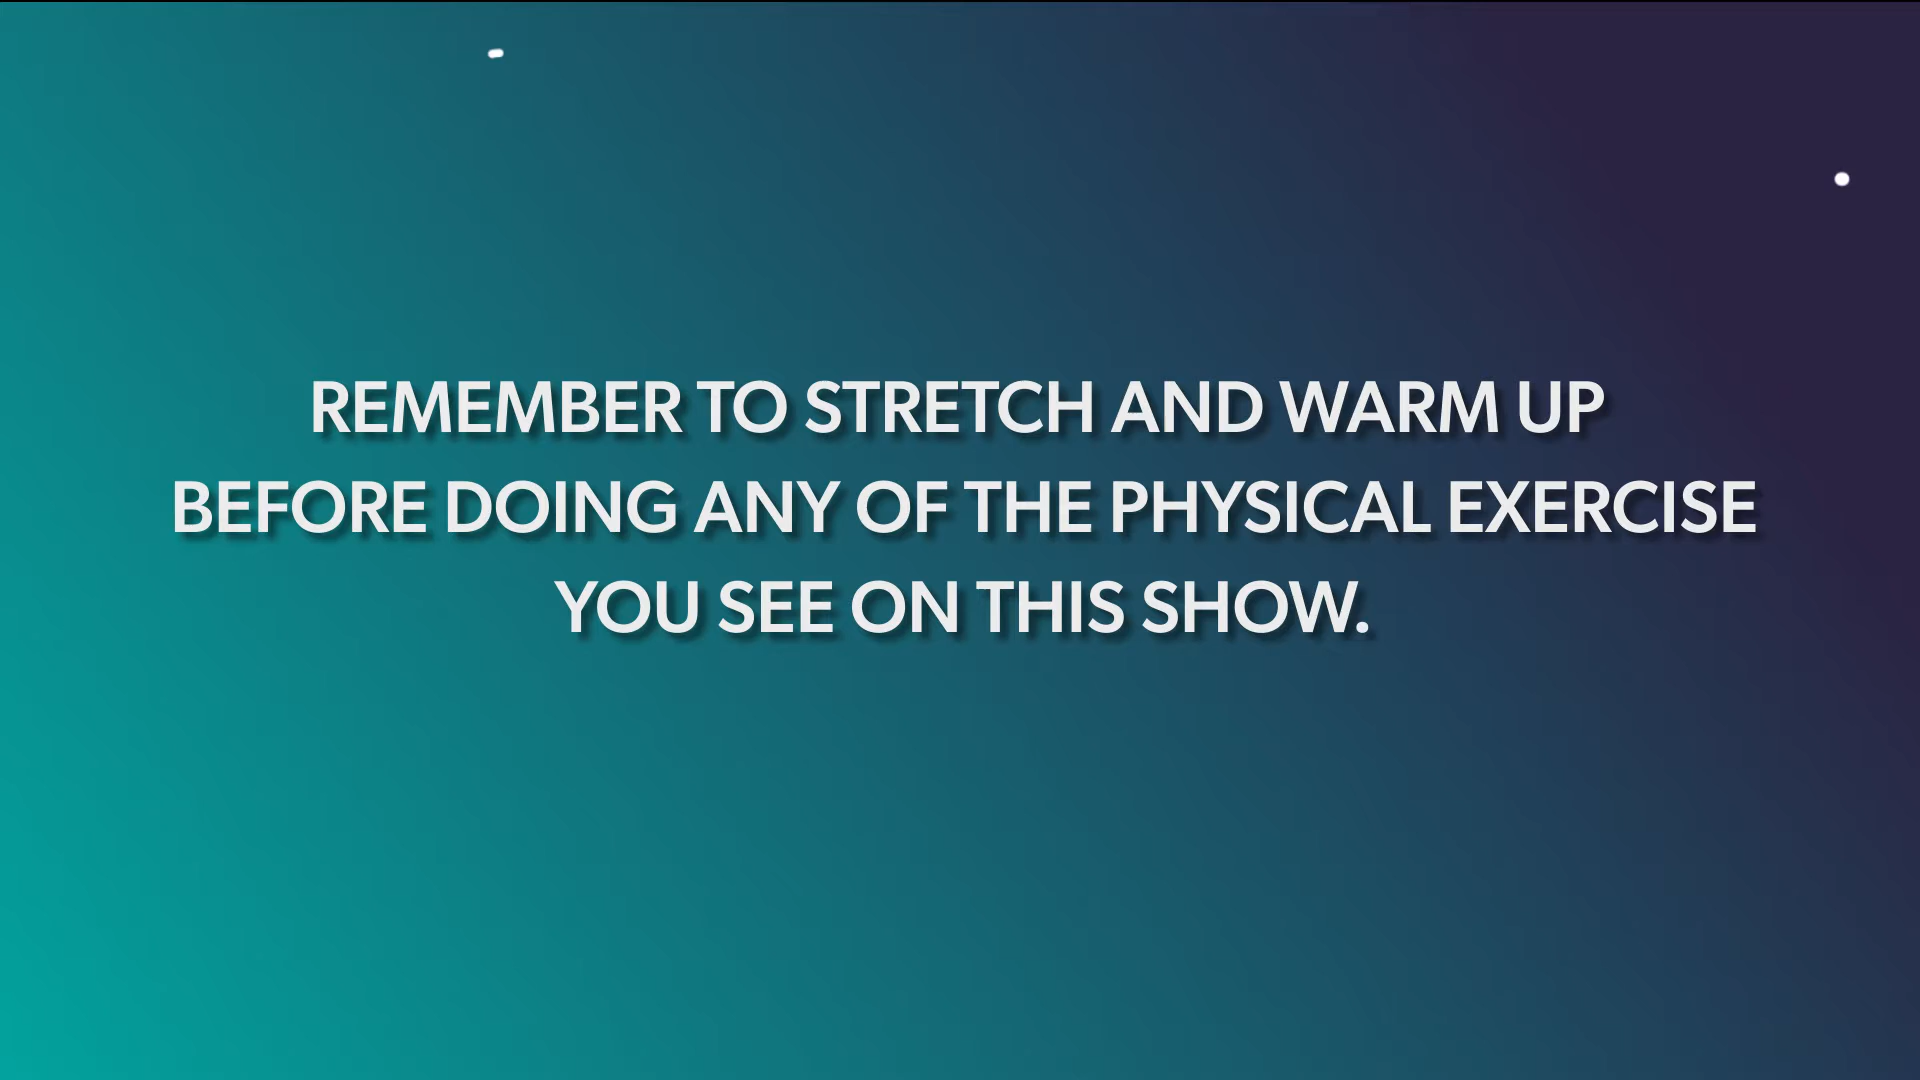 REMEMBER TO STRETCH AND WARM UP
BEFORE DOING ANY OF THE PHYSICAL EXERCISE
YOU SEE ON THIS SHOW.